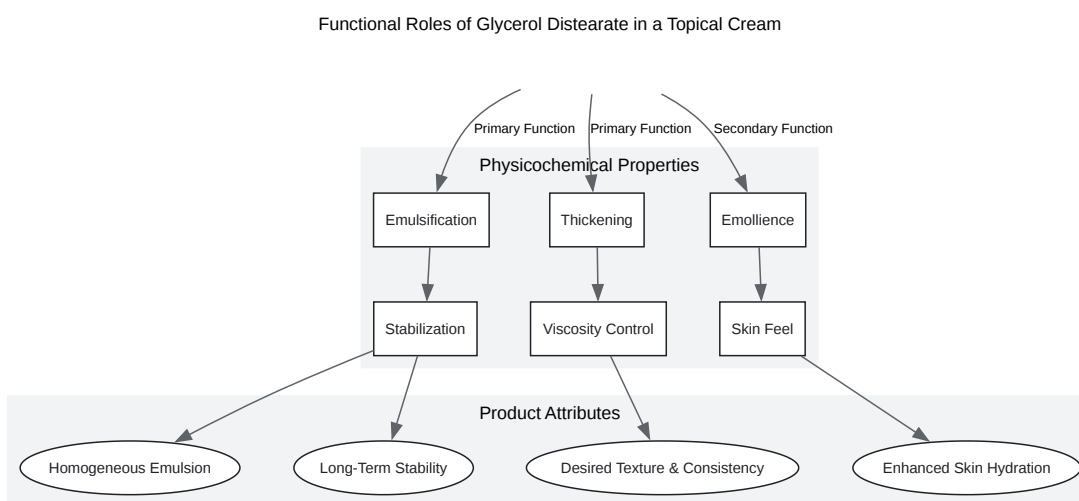 Functional Roles of Glycerol Distearate in a Topical Cream
Primary Function
Primary Function
Secondary Function
Physicochemical Properties
Emulsification
Thickening
Emollience
Stabilization
Viscosity Control
Skin Feel
Product Attributes
Homogeneous Emulsion
Long-Term Stability
Desired Texture & Consistency
Enhanced Skin Hydration